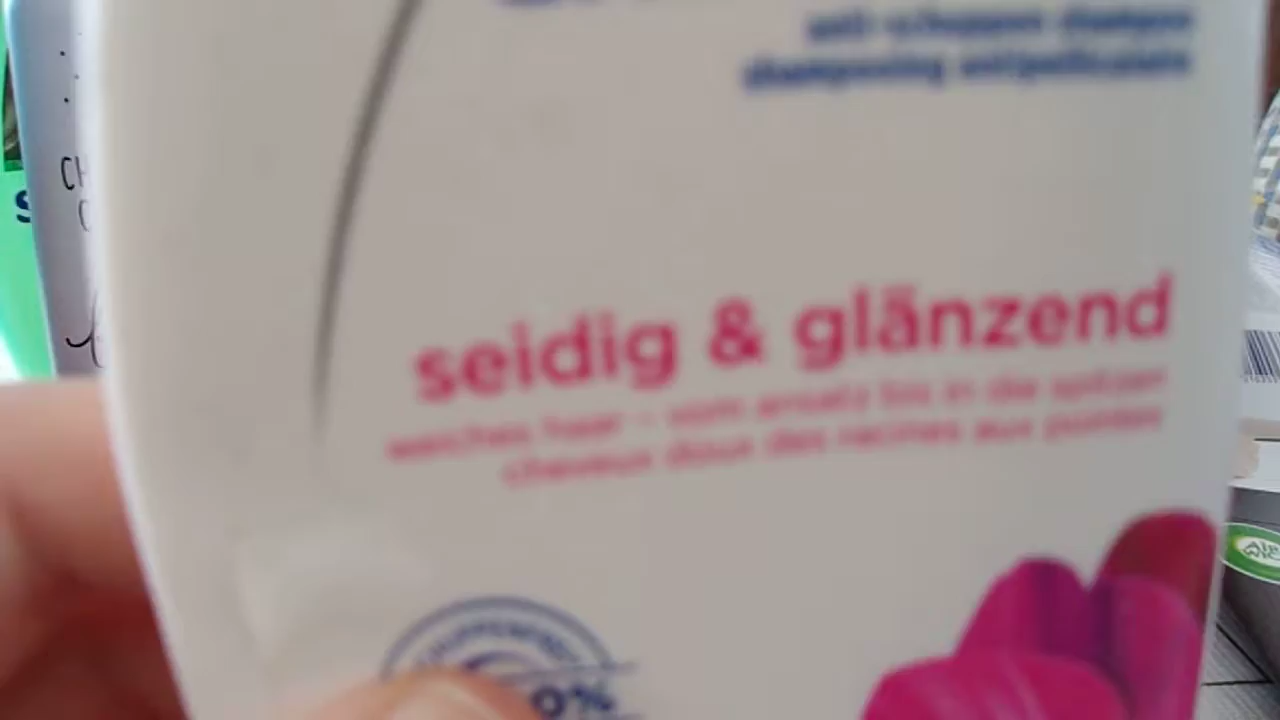 anti-schuppen shampoo
shampooing antipelliculaire
seidig & glänzend
weiches haar – vom ansatz bis in die spitzen
cheveux doux des racines aux pointes
0%